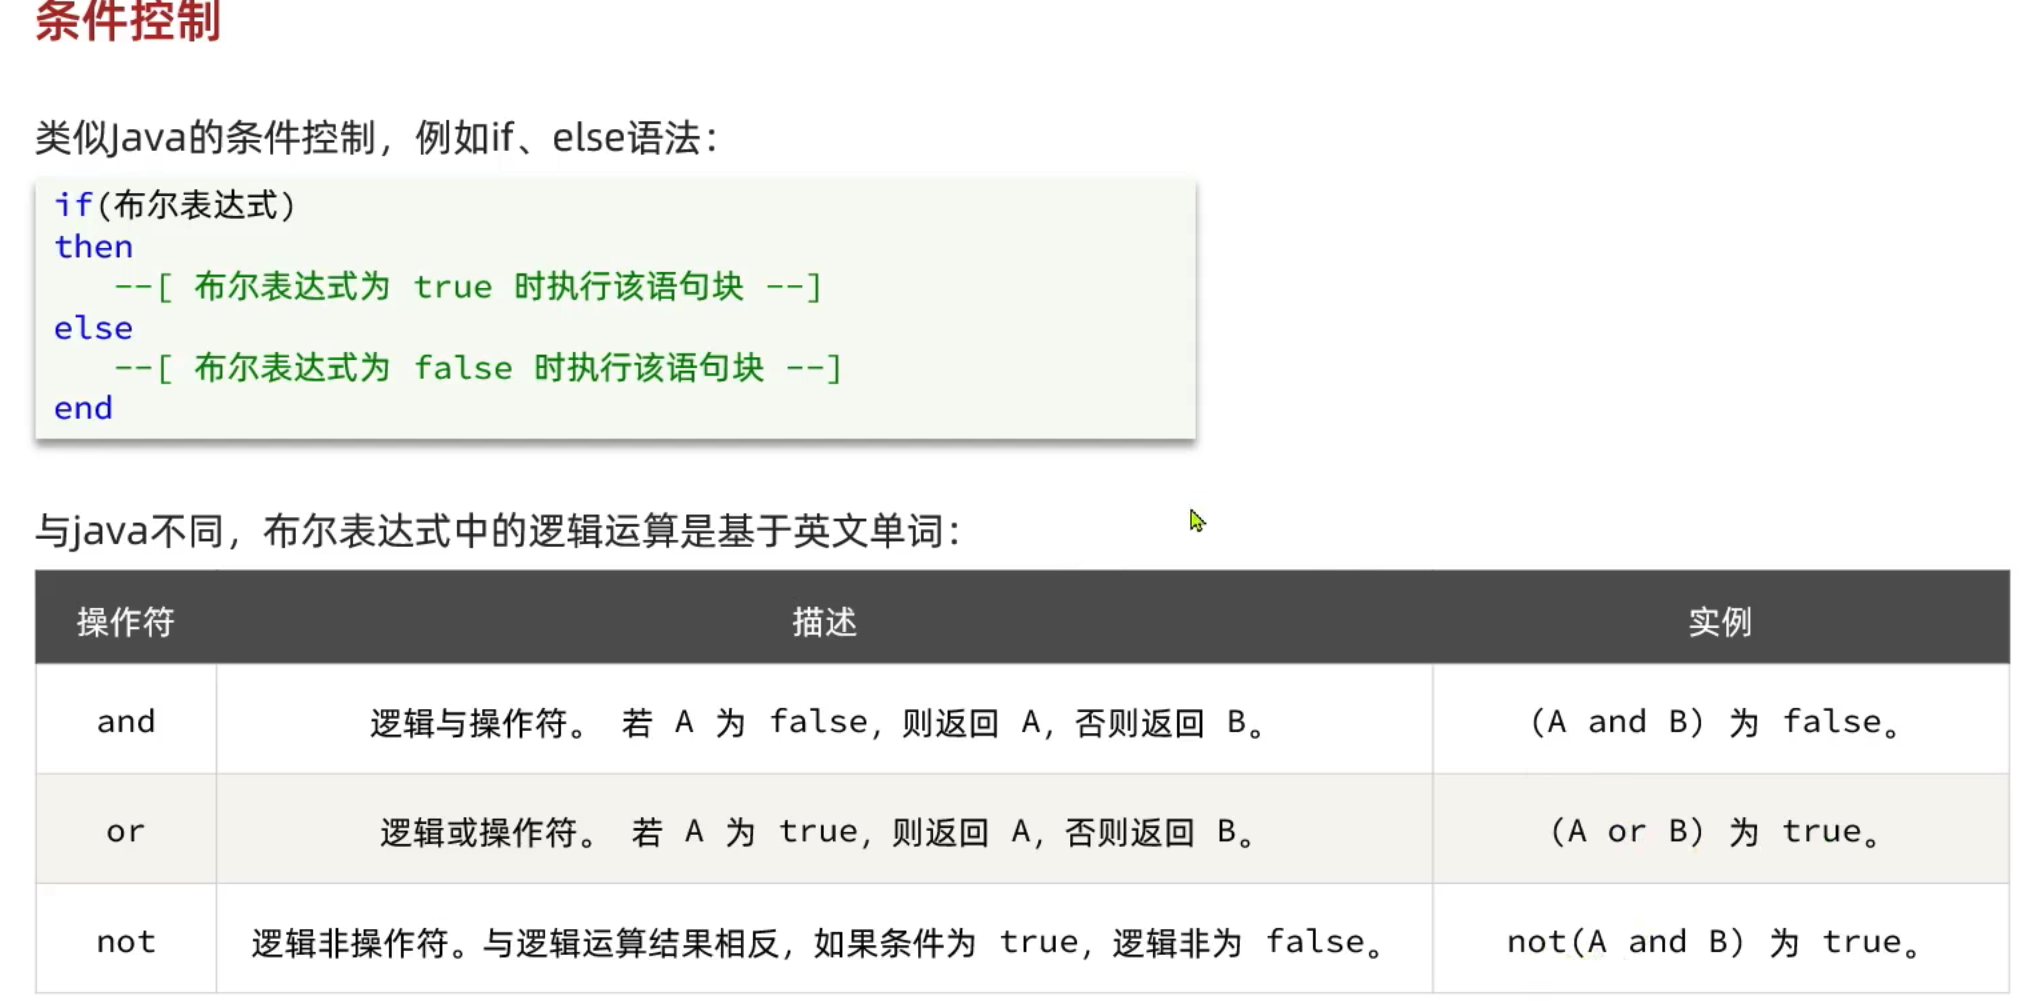 条件控制
类似Java的条件控制，例如if、else语法：
if(布尔表达式)
then
--[ 布尔表达式为 true 时执行该语句块 --]
else
--[ 布尔表达式为 false 时执行该语句块 --]
end
与java不同，布尔表达式中的逻辑运算是基于英文单词：
操作符 描述 实例
and 逻辑与操作符。 若 A 为 false，则返回 A，否则返回 B。 (A and B) 为 false。
or 逻辑或操作符。 若 A 为 true，则返回 A，否则返回 B。 (A or B) 为 true。
not 逻辑非操作符。与逻辑运算结果相反，如果条件为 true，逻辑非为 false。 not(A and B) 为 true。